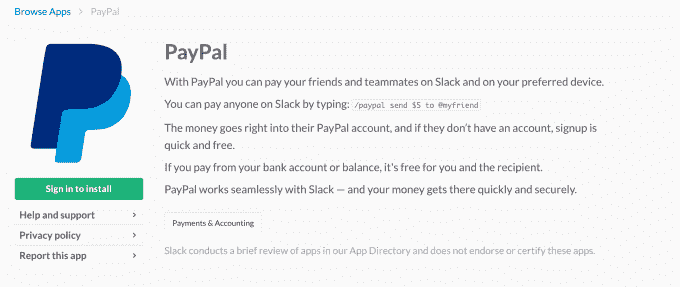 Browse Apps > PayPal
PayPal
With PayPal you can pay your friends and teammates on Slack and on your preferred device.
You can pay anyone on Slack by typing: /paypal send $5 to @myfriend
The money goes right into their PayPal account, and if they don't have an account, signup is
quick and free.
If you pay from your bank account or balance, it's free for you and the recipient.
PayPal works seamlessly with Slack — and your money gets there quickly and securely.
Payments & Accounting
Slack conducts a brief review of apps in our App Directory and does not endorse or certify these apps.
Sign in to install
Help and support >
Privacy policy >
Report this app >